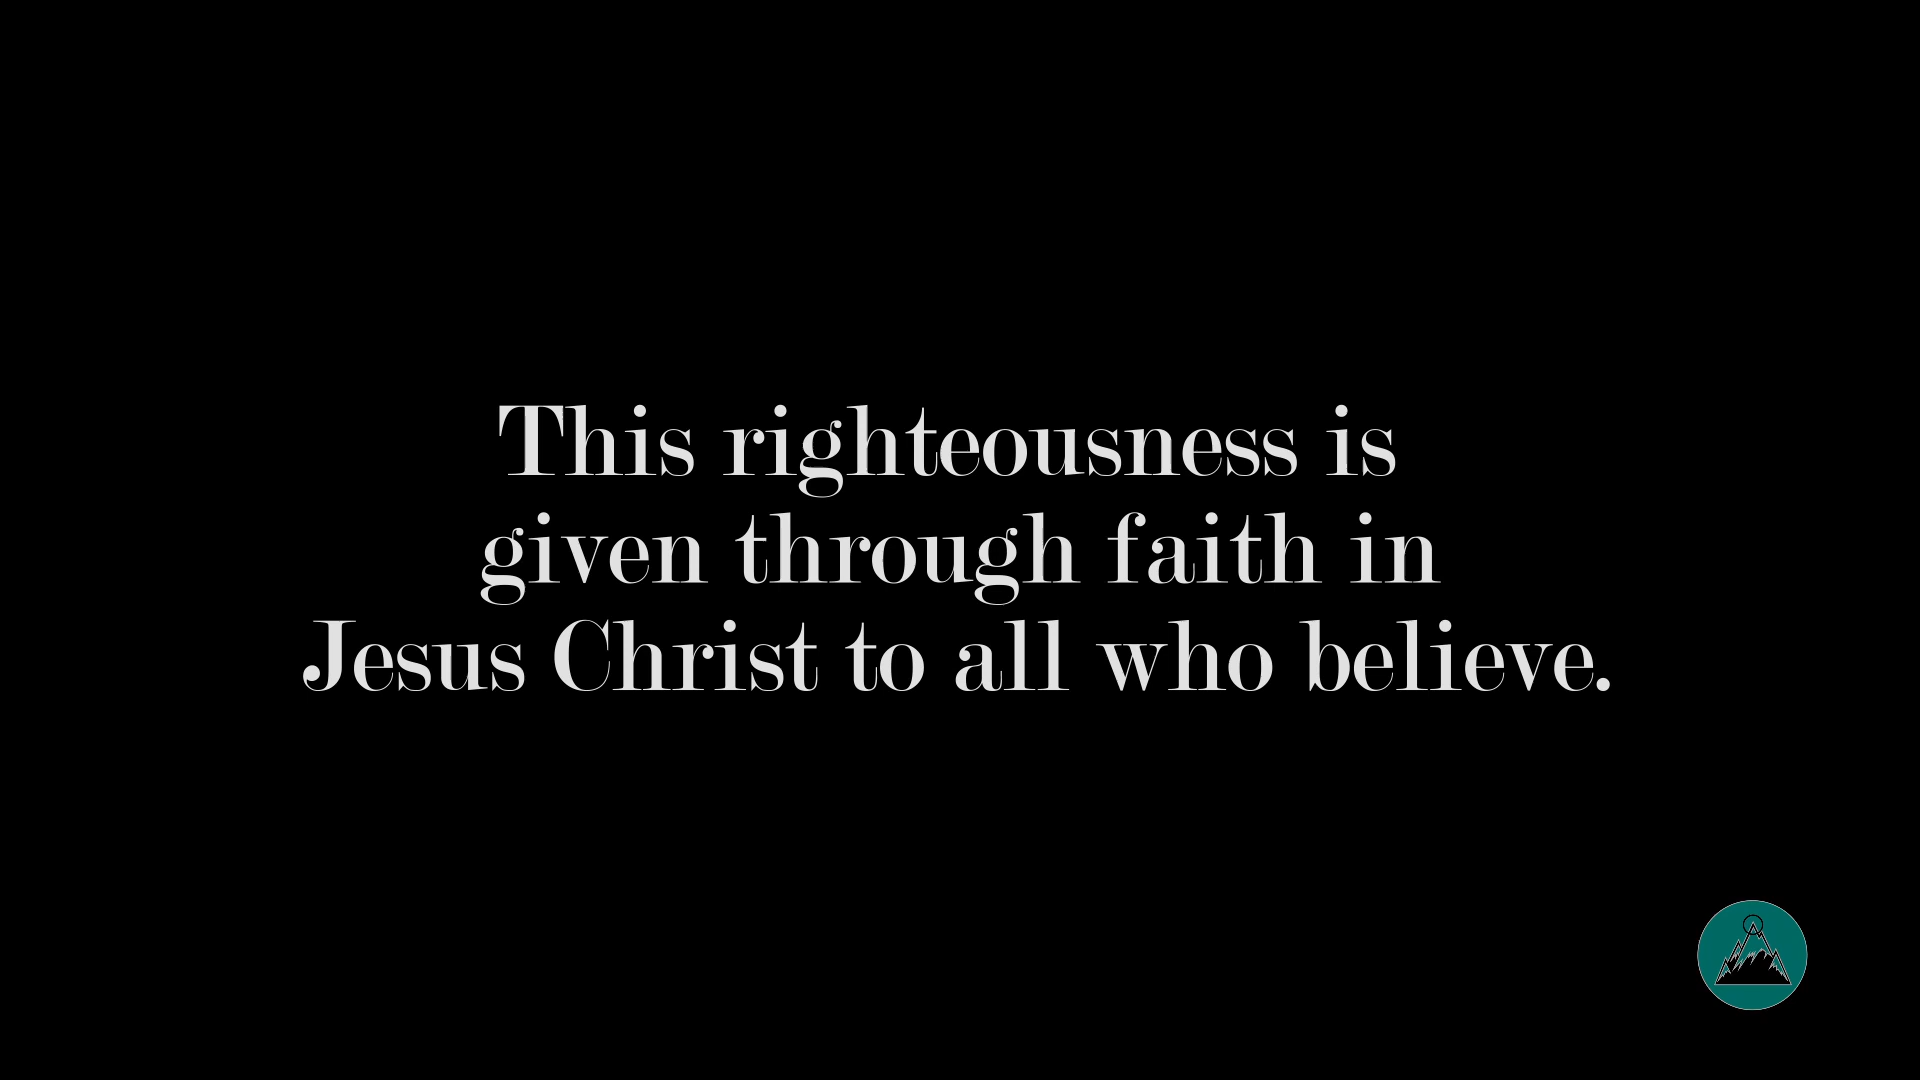 This righteousness is
given through faith in
Jesus Christ to all who believe.